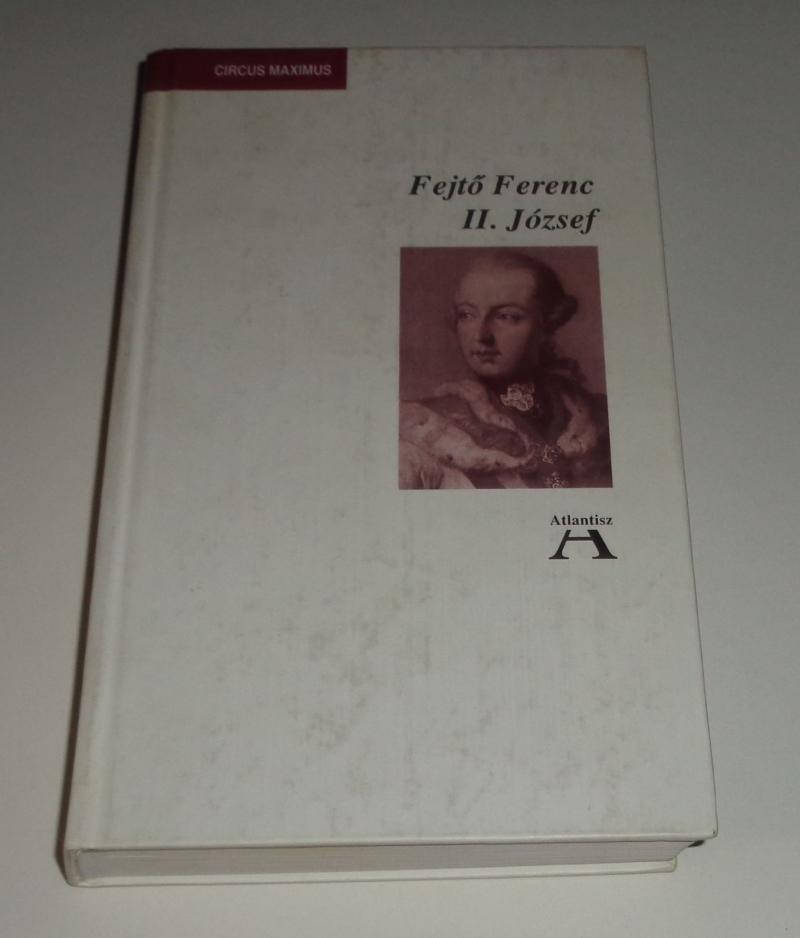 CIRCUS MAXIMUS
Fejtő Ferenc
II. József
Atlantisz